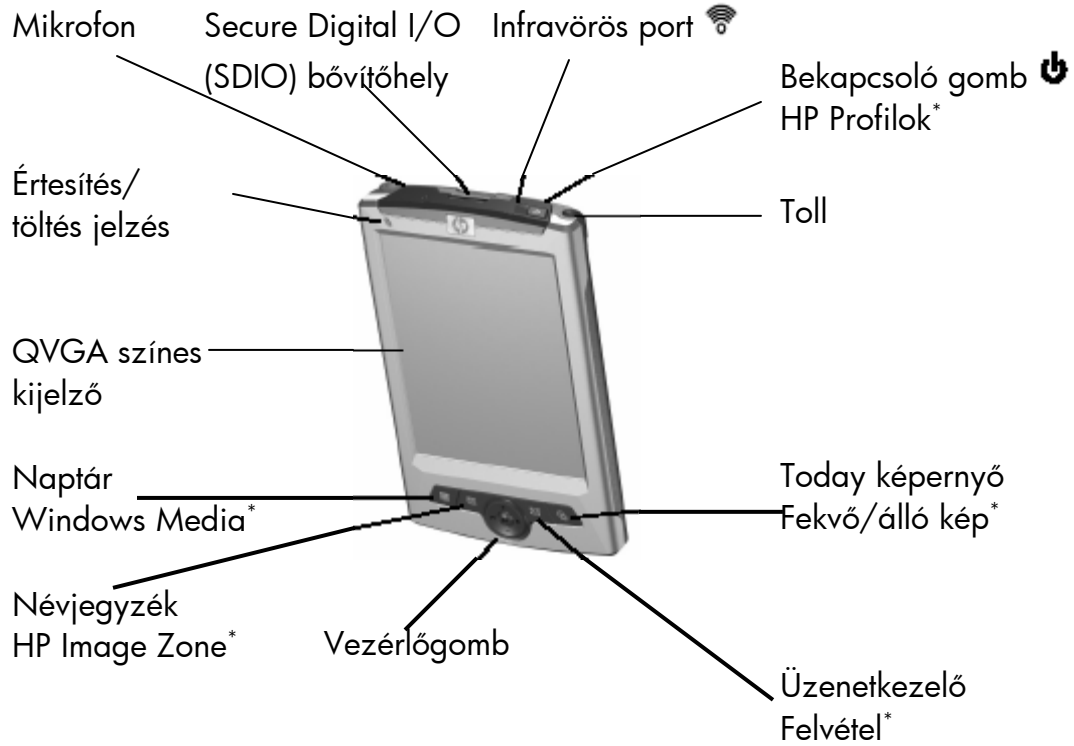 Mikrofon
Secure Digital I/O
(SDIO) bővítőhely
Infravörös port
Bekapcsoló gomb
HP Profilok*
Értesítés/
töltés jelzés
Toll
hp
QVGA színes
kijelző
Naptár
Windows Media*
Today képernyő
Fekvő/álló kép*
Névjegyzék
HP Image Zone*
Vezérlőgomb
Üzenetkezelő
Felvétel*